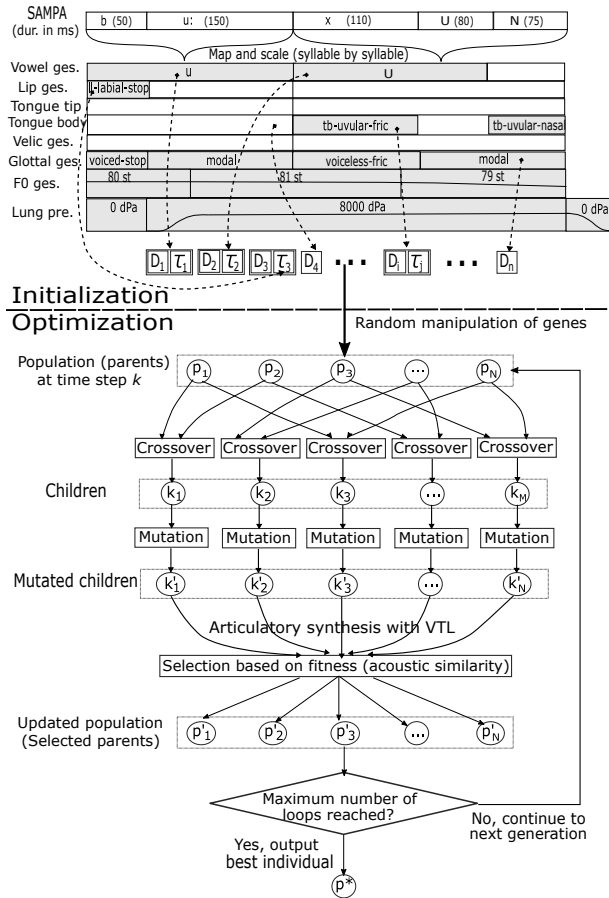 SAMPA
(dur. in ms)
b (50) u: (150) x (110) U (80) N (75)
Map and scale (syllable by syllable)
Vowel ges. u U
Lip ges. ll-labial-stop
Tongue tip
Tongue body tb-uvular-fric tb-uvular-nasal
Velic ges.
Glottal ges. voiced-stop modal voiceless-fric modal
F0 ges. 80 st 81 st 79 st
Lung pre. 0 dPa 8000 dPa 0 dPa
D₁ τ₁ D₂ τ₂ D₃ τ₃ D₄ ••• Dᵢ τⱼ ••• Dₙ
Initialization
Optimization
Random manipulation of genes
Population (parents)
at time step k
p₁ p₂ p₃ ... p_N
Crossover Crossover Crossover Crossover Crossover
Children k₁ k₂ k₃ ... k_M
Mutation Mutation Mutation Mutation Mutation
Mutated children k'₁ k'₂ k'₃ ... k'_N
Articulatory synthesis with VTL
Selection based on fitness (acoustic similarity)
Updated population
(Selected parents)
p'₁ p'₂ p'₃ ... p'_N
Maximum number of
loops reached?
No, continue to
next generation
Yes, output
best individual
p*